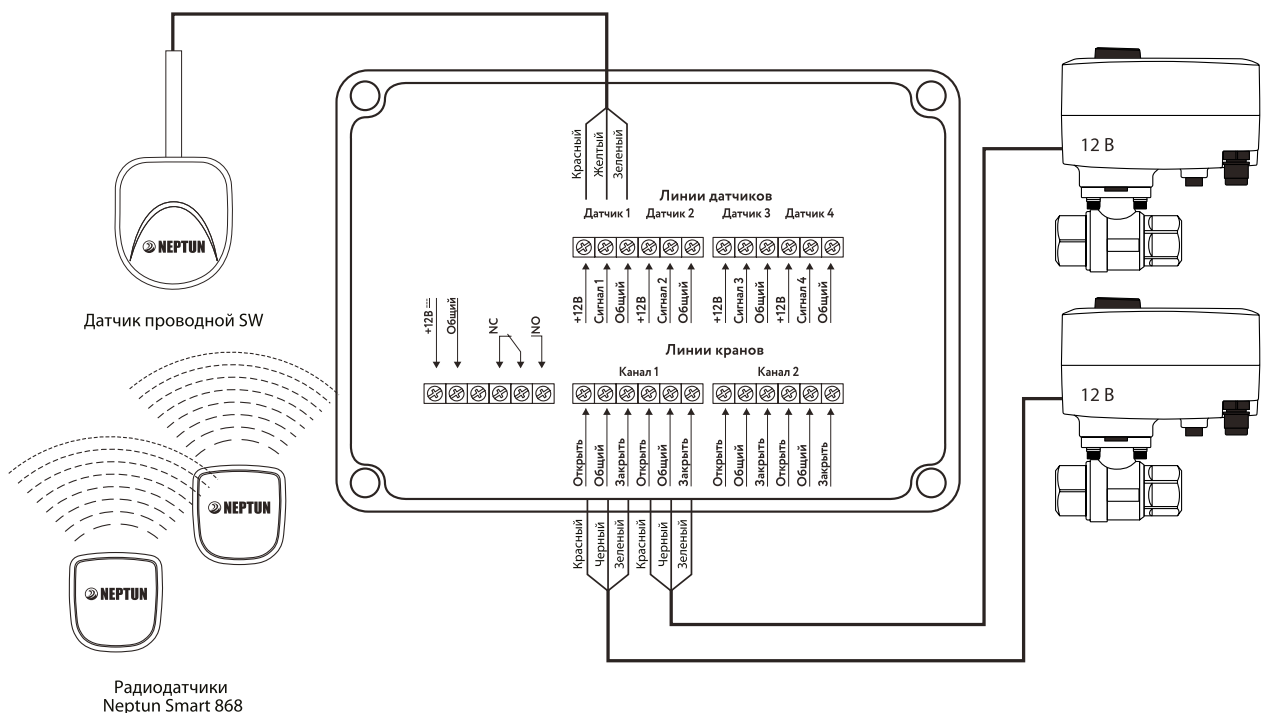 12 В
Красный
Желтый
Зеленый
Линии датчиков
Датчик 1 Датчик 2 Датчик 3 Датчик 4
NEPTUN
+12В
Сигнал 1
Общий
+12В
Сигнал 2
Общий
+12В
Сигнал 3
Общий
+12В
Сигнал 4
Общий
Датчик проводной SW
+12В
Общий
NC
NO
Линии кранов
Канал 1 Канал 2
12 В
Открыть
Общий
Закрыть
Открыть
Общий
Закрыть
Открыть
Общий
Закрыть
Открыть
Общий
Закрыть
NEPTUN
Красный
Черный
Зеленый
Красный
Черный
Зеленый
NEPTUN
Радиодатчики
Neptun Smart 868